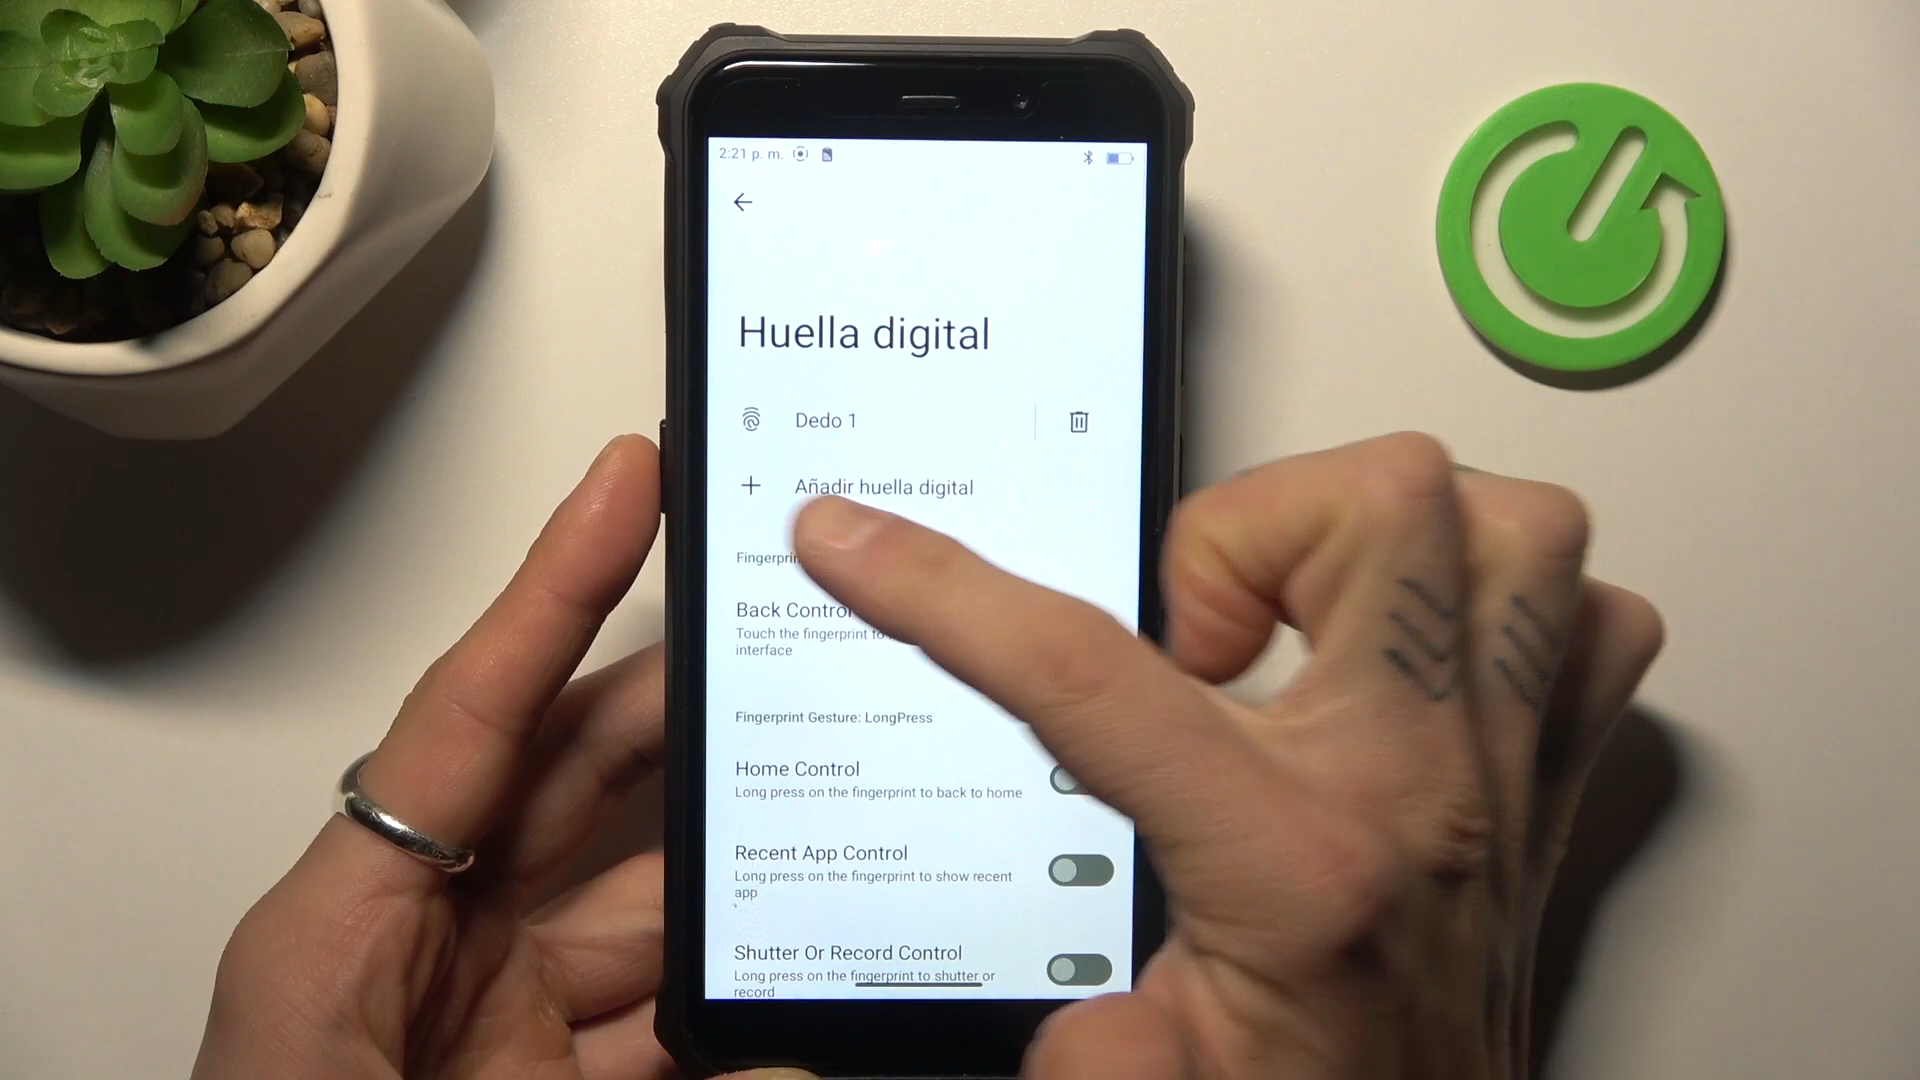 2:21 p. m.
Huella digital
Dedo 1
Añadir huella digital
Back Control
Touch the fingerprint to
interface
Fingerprint Gesture: LongPress
Home Control
Long press on the fingerprint to back to home
Recent App Control
Long press on the fingerprint to show recent
app
Shutter Or Record Control
Long press on the fingerprint to shutter or
record